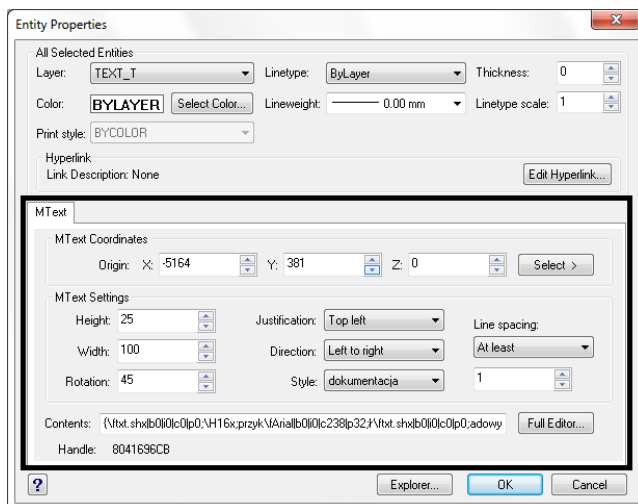 Entity Properties
All Selected Entities
Layer: TEXT_T Linetype: ByLayer Thickness: 0
Color: BYLAYER Select Color... Lineweight: 0.00 mm Linetype scale: 1
Print style: BYCOLOR
Hyperlink
Link Description: None Edit Hyperlink...
MText
MText Coordinates
Origin: X: -5164 Y: 381 Z: 0 Select >
MText Settings
Height: 25 Justification: Top left Line spacing:
Width: 100 Direction: Left to right At least
Rotation: 45 Style: dokumentacja 1
Contents: {\ftxt.shx|b0|i0|c0|p0;\H16x;przyk\fArial|b0|i0|c238|p32;ł\ftxt.shx|b0|i0|c0|p0;adowy Full Editor...
Handle: 8041696CB
? Explorer... OK Cancel